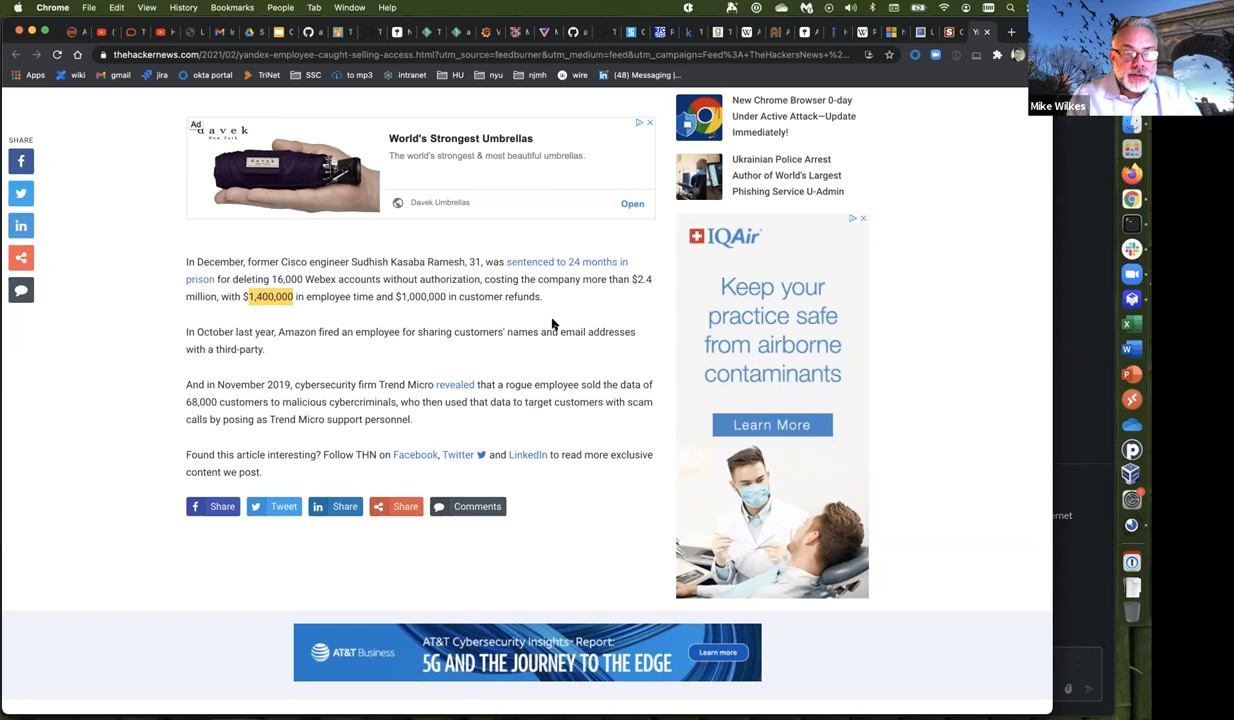 Chrome File Edit View History Bookmarks People Tab Window Help
thehackernews.com/2021/02/yandex-employee-caught-selling-access.html?utm_source=feedburner&utm_medium=feed&utm_campaign=Feed%3A+TheHackersNews+%2...
Apps wiki gmail jira okta portal TriNet SSC to mp3 intranet HU nyu njmh wire (48) Messaging |...
Mike Wilkes
SHARE
Ad
davek
New York
World's Strongest Umbrellas
The world's strongest & most beautiful umbrellas.
Davek Umbrellas
Open
New Chrome Browser 0-day
Under Active Attack—Update
Immediately!
Ukrainian Police Arrest
Author of World's Largest
Phishing Service U-Admin
In December, former Cisco engineer Sudhish Kasaba Ramesh, 31, was sentenced to 24 months in
prison for deleting 16,000 Webex accounts without authorization, costing the company more than $2.4
million, with $1,400,000 in employee time and $1,000,000 in customer refunds.
In October last year, Amazon fired an employee for sharing customers' names and email addresses
with a third-party.
And in November 2019, cybersecurity firm Trend Micro revealed that a rogue employee sold the data of
68,000 customers to malicious cybercriminals, who then used that data to target customers with scam
calls by posing as Trend Micro support personnel.
Found this article interesting? Follow THN on Facebook, Twitter and LinkedIn to read more exclusive
content we post.
Share Tweet Share Share Comments
IQAir
Keep your
practice safe
from airborne
contaminants
Learn More
AT&T Business
AT&T Cybersecurity Insights™ Report:
5G AND THE JOURNEY TO THE EDGE
Learn more